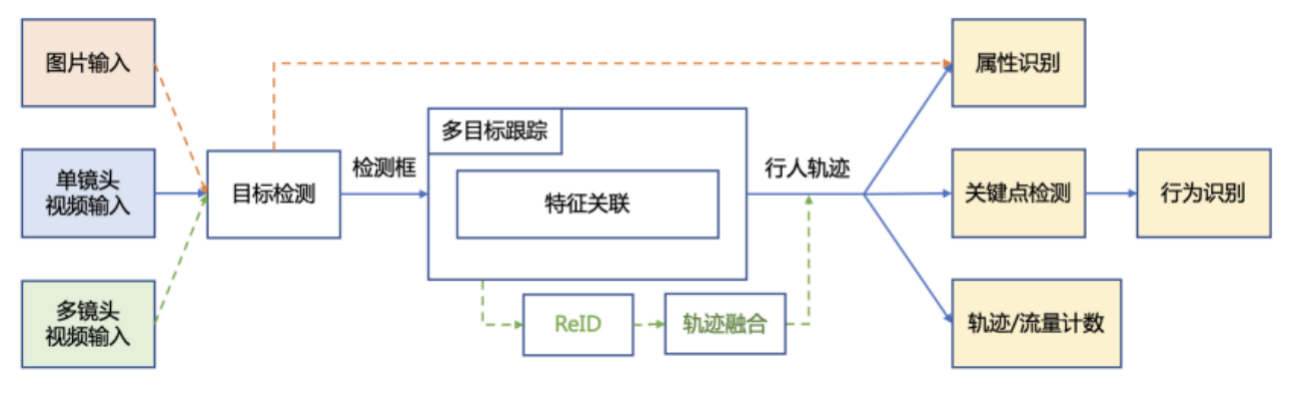 图片输入
单镜头
视频输入
多镜头
视频输入
目标检测
检测框
多目标跟踪
特征关联
ReID
轨迹融合
行人轨迹
属性识别
关键点检测
行为识别
轨迹/流量计数